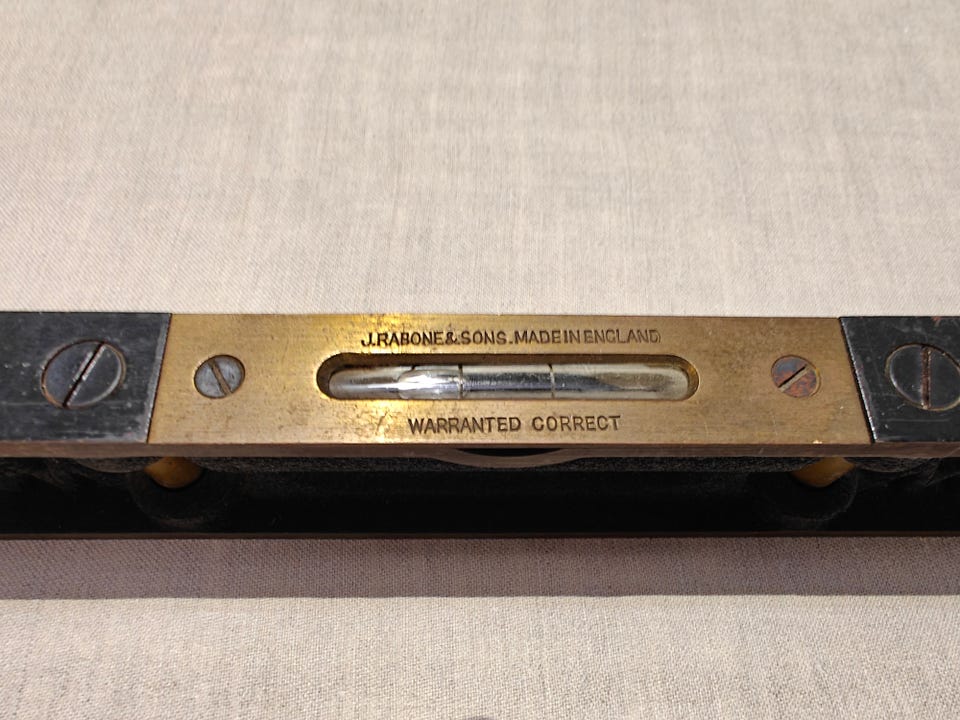 J.RABONE & SONS. MADE IN ENGLAND
WARRANTED CORRECT